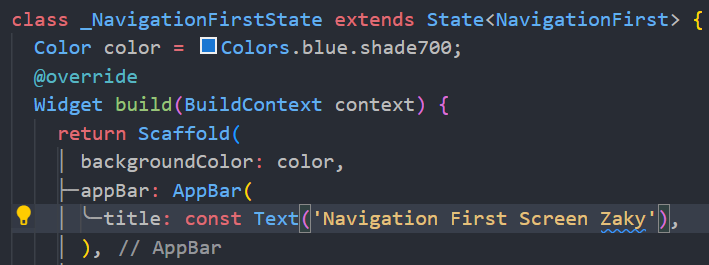 class _NavigationFirstState extends State<NavigationFirst> {
Color color = Colors.blue.shade700;
@override
Widget build(BuildContext context) {
return Scaffold(
backgroundColor: color,
appBar: AppBar(
title: const Text('Navigation First Screen Zaky'),
), // AppBar